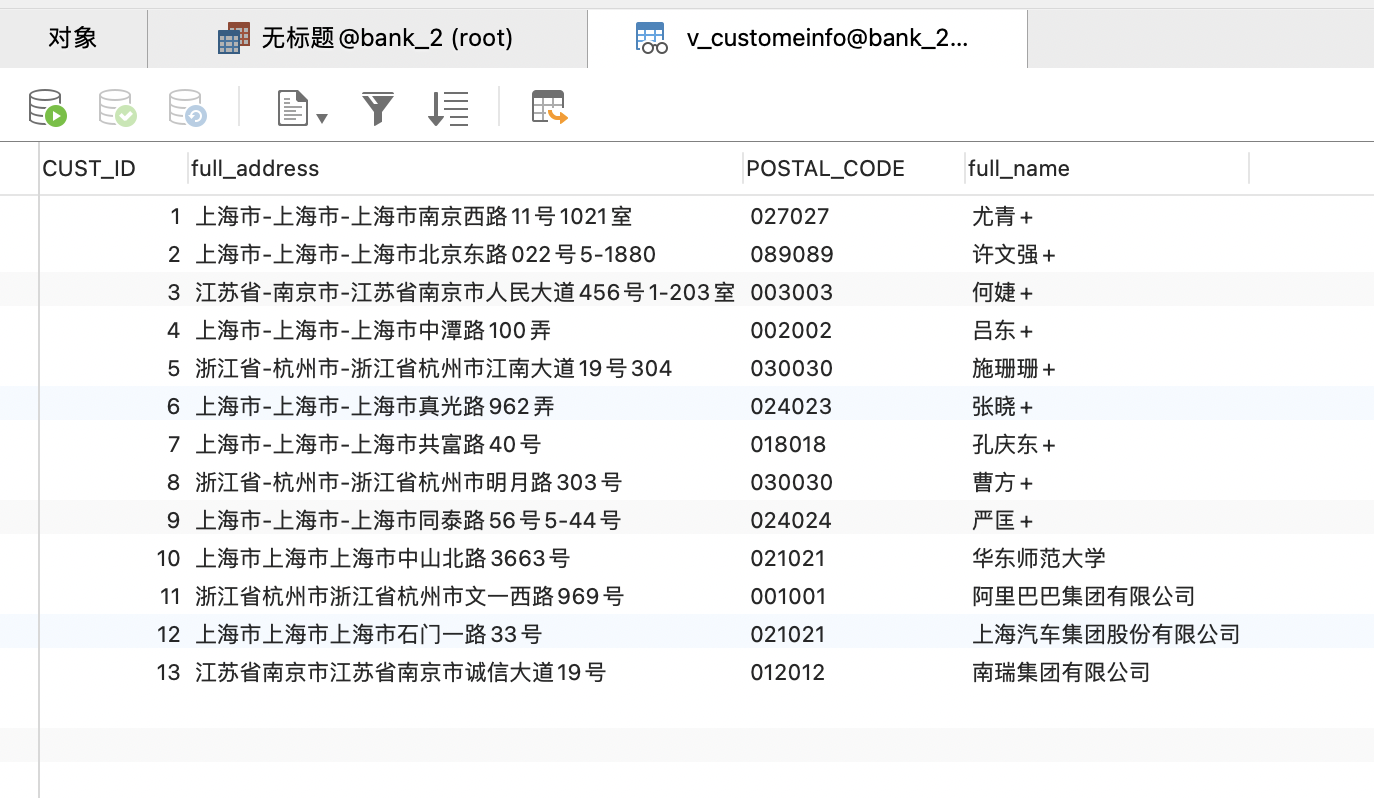 对象 无标题@bank_2 (root) v_customeinfo@bank_2...
CUST_ID full_address POSTAL_CODE full_name
1 上海市-上海市-上海市南京西路11号1021室 027027 尤青+
2 上海市-上海市-上海市北京东路022号5-1880 089089 许文强+
3 江苏省-南京市-江苏省南京市人民大道456号1-203室 003003 何婕+
4 上海市-上海市-上海市中潭路100弄 002002 吕东+
5 浙江省-杭州市-浙江省杭州市江南大道19号304 030030 施珊珊+
6 上海市-上海市-上海市真光路962弄 024023 张晓+
7 上海市-上海市-上海市共富路40号 018018 孔庆东+
8 浙江省-杭州市-浙江省杭州市明月路303号 030030 曹方+
9 上海市-上海市-上海市同泰路56号5-44号 024024 严匡+
10 上海市上海市上海市中山北路3663号 021021 华东师范大学
11 浙江省杭州市浙江省杭州市文一西路969号 001001 阿里巴巴集团有限公司
12 上海市上海市上海市石门一路33号 021021 上海汽车集团股份有限公司
13 江苏省南京市江苏省南京市诚信大道19号 012012 南瑞集团有限公司